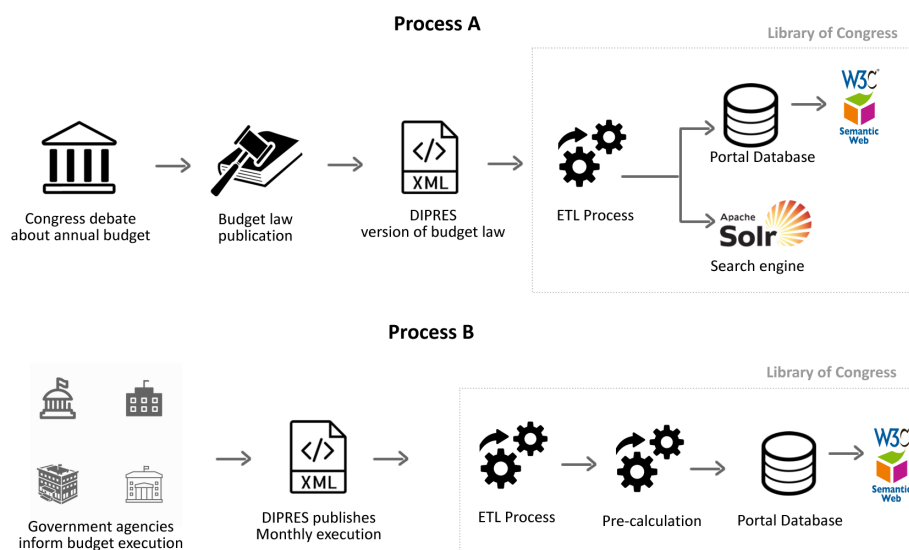 Process A
Library of Congress
W3C
Semantic
Web
Portal Database
</>
XML
Congress debate
about annual budget
Budget law
publication
DIPRES
version of budget law
ETL Process
Apache
Solr
Search engine
Process B
Library of Congress
</>
XML
W3C
Semantic
Web
Government agencies
inform budget execution
DIPRES publishes
Monthly execution
ETL Process
Pre-calculation
Portal Database